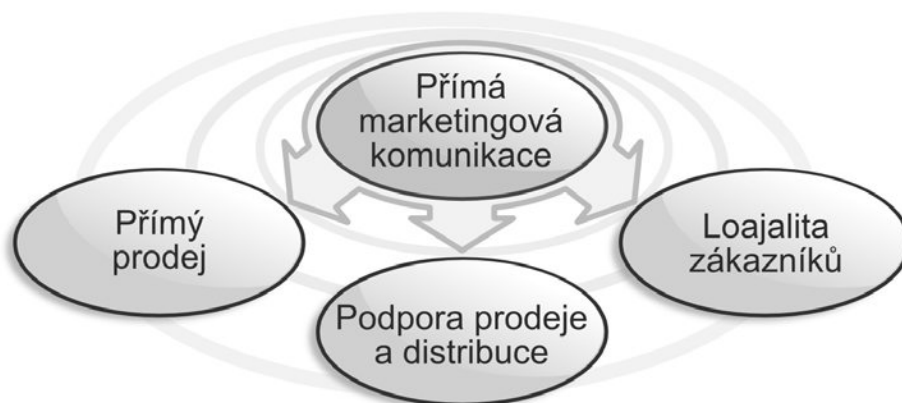 Přímá
marketingová
komunikace
Přímý
prodej
Loajalita
zákazníků
Podpora prodeje
a distribuce